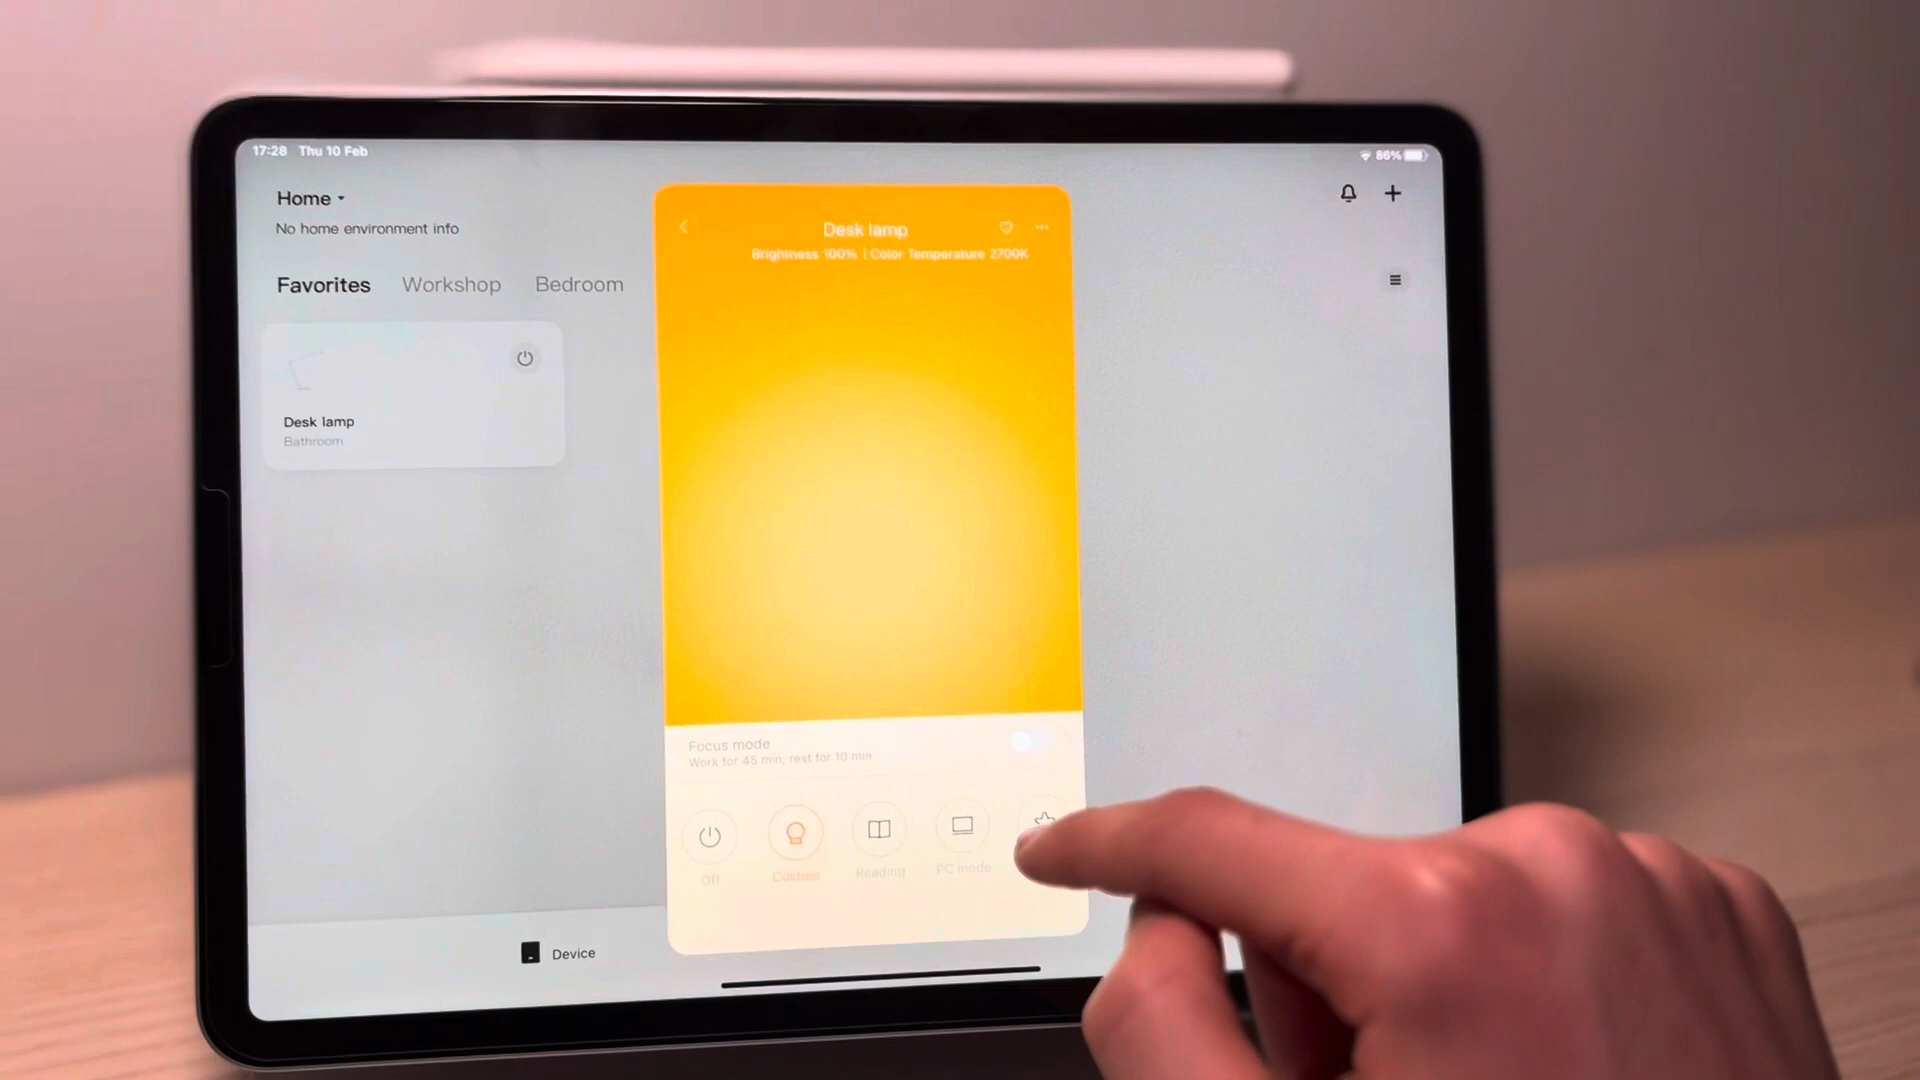 17:28 Thu 10 Feb
86%
Home
No home environment info
Favorites Workshop Bedroom
Desk lamp
Bathroom
Desk lamp
Brightness 100% | Color Temperature 2700K
Focus mode
Work for 45 min, rest for 10 min
Off Custom Reading PC mode
Device